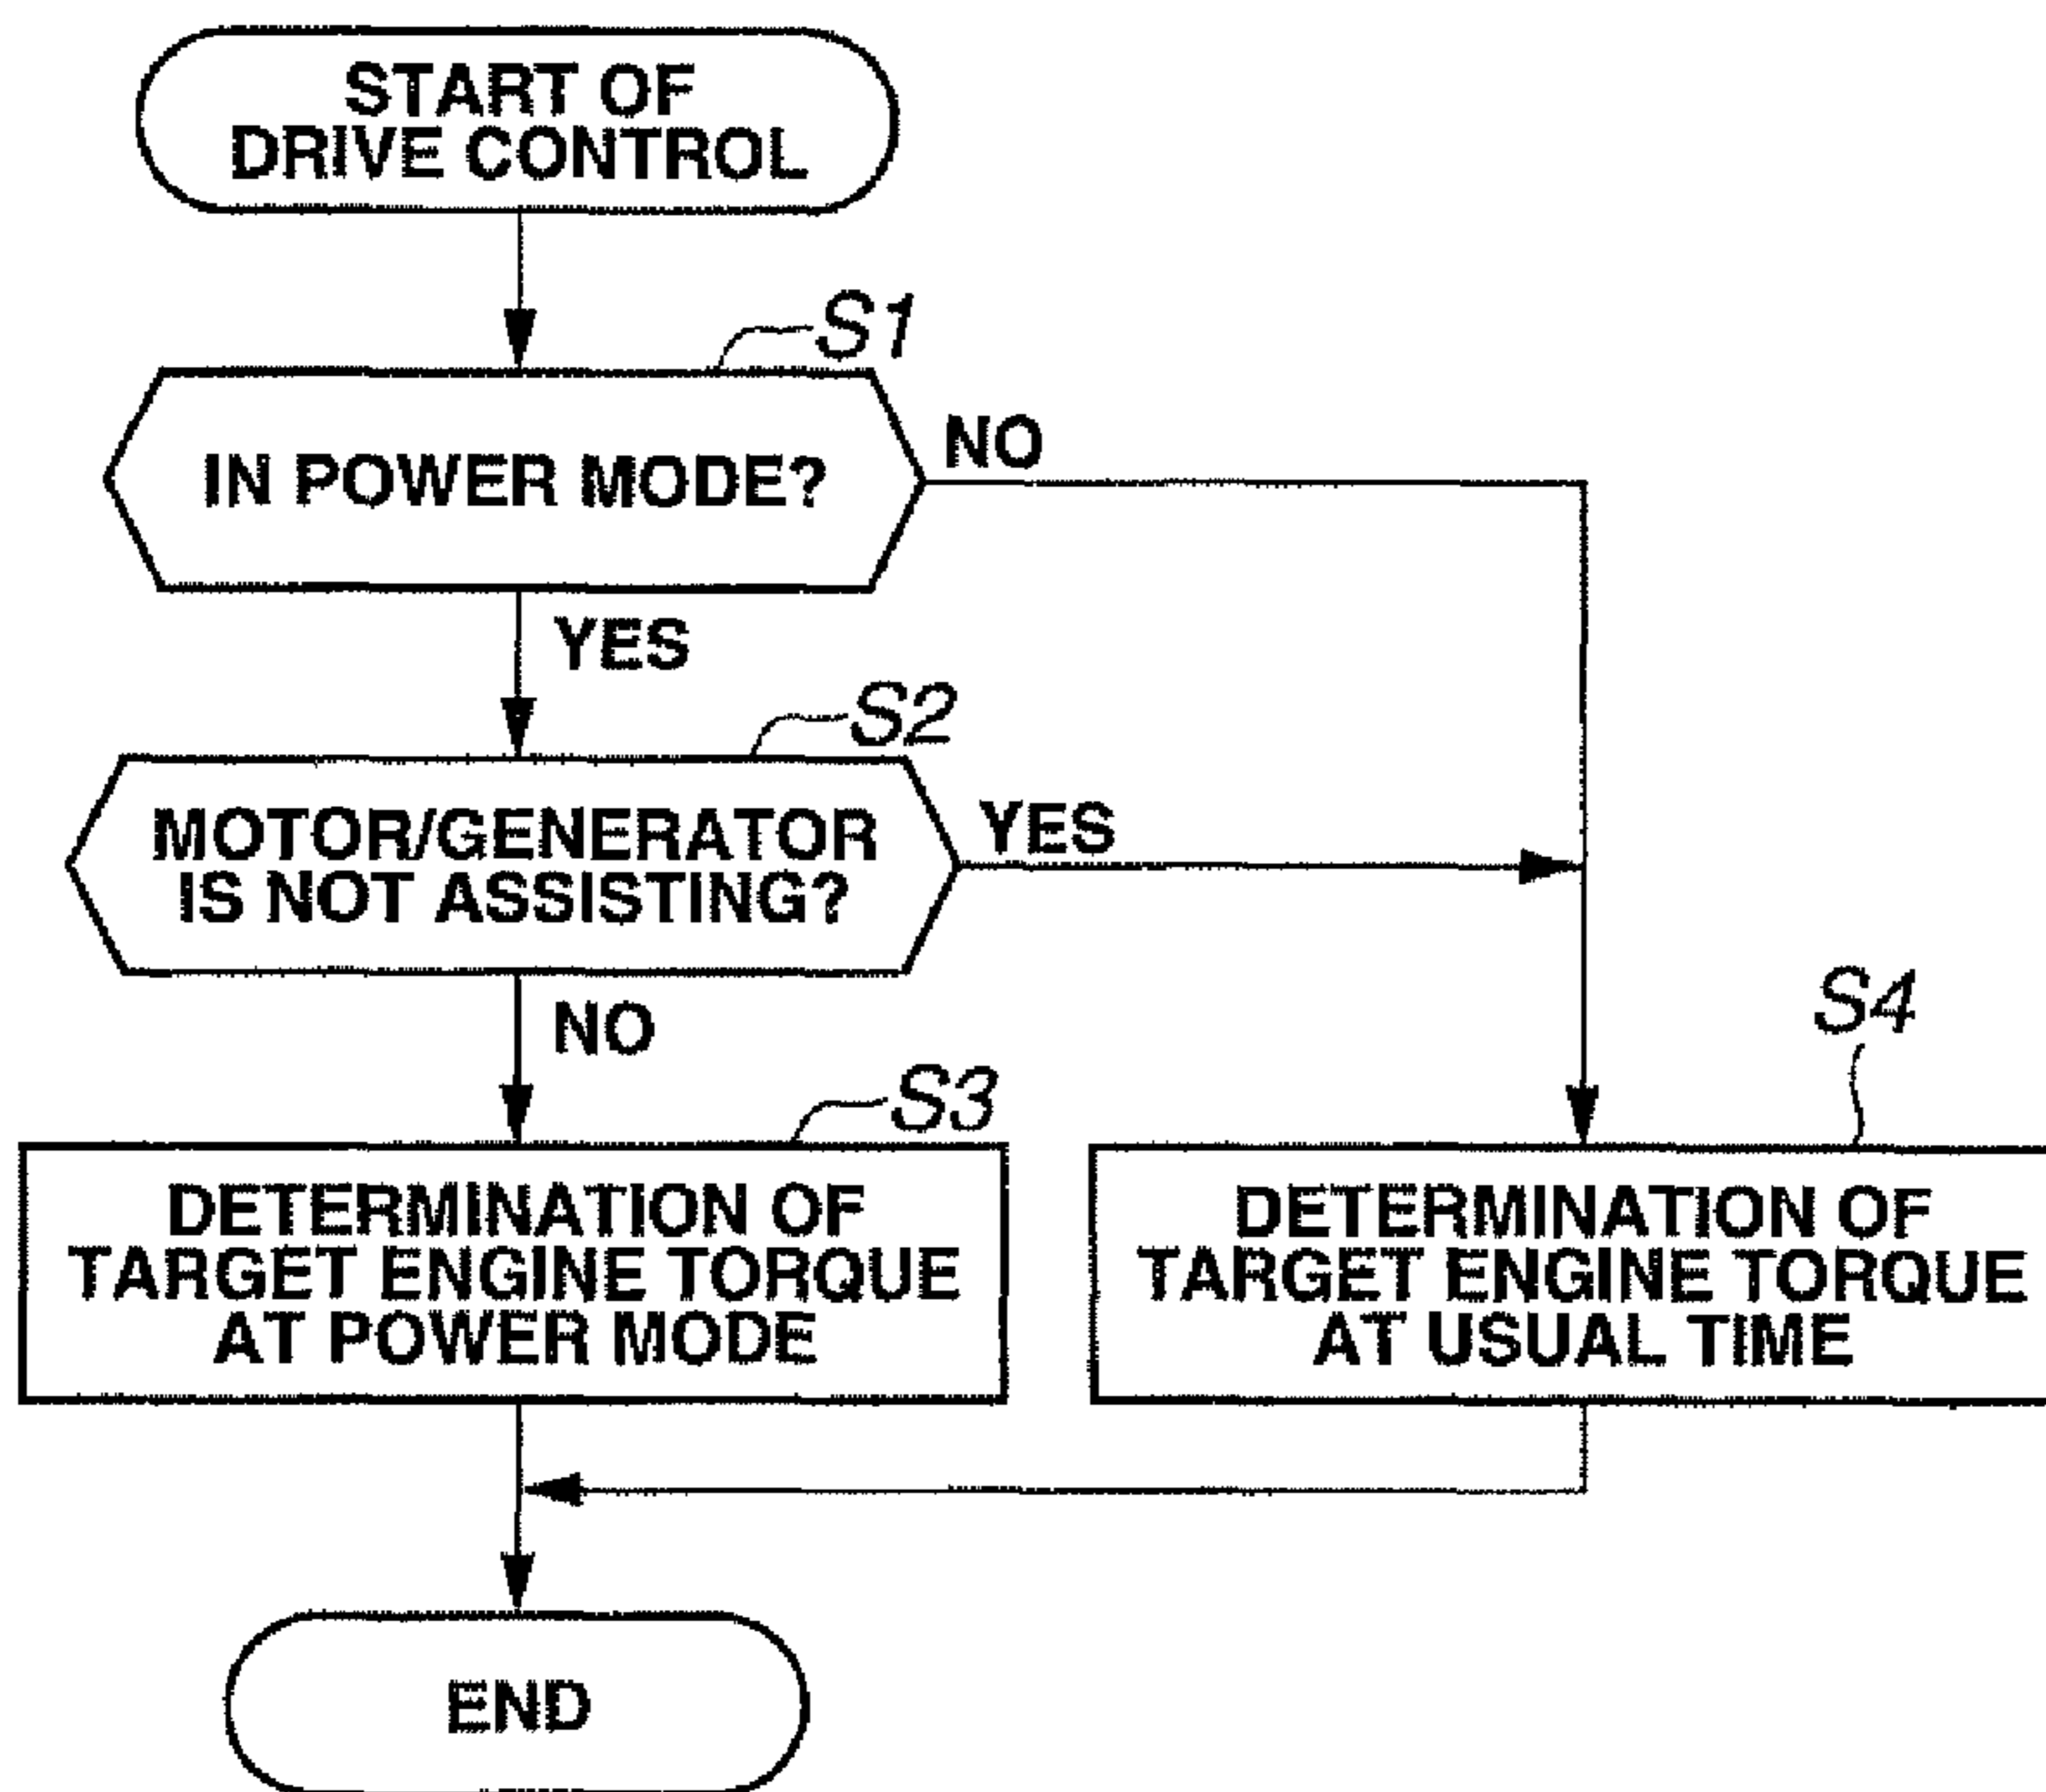 START OF
DRIVE CONTROL
S1
IN POWER MODE?
NO
YES
S2
MOTOR/GENERATOR
IS NOT ASSISTING?
YES
NO
S3
DETERMINATION OF
TARGET ENGINE TORQUE
AT POWER MODE
S4
DETERMINATION OF
TARGET ENGINE TORQUE
AT USUAL TIME
END